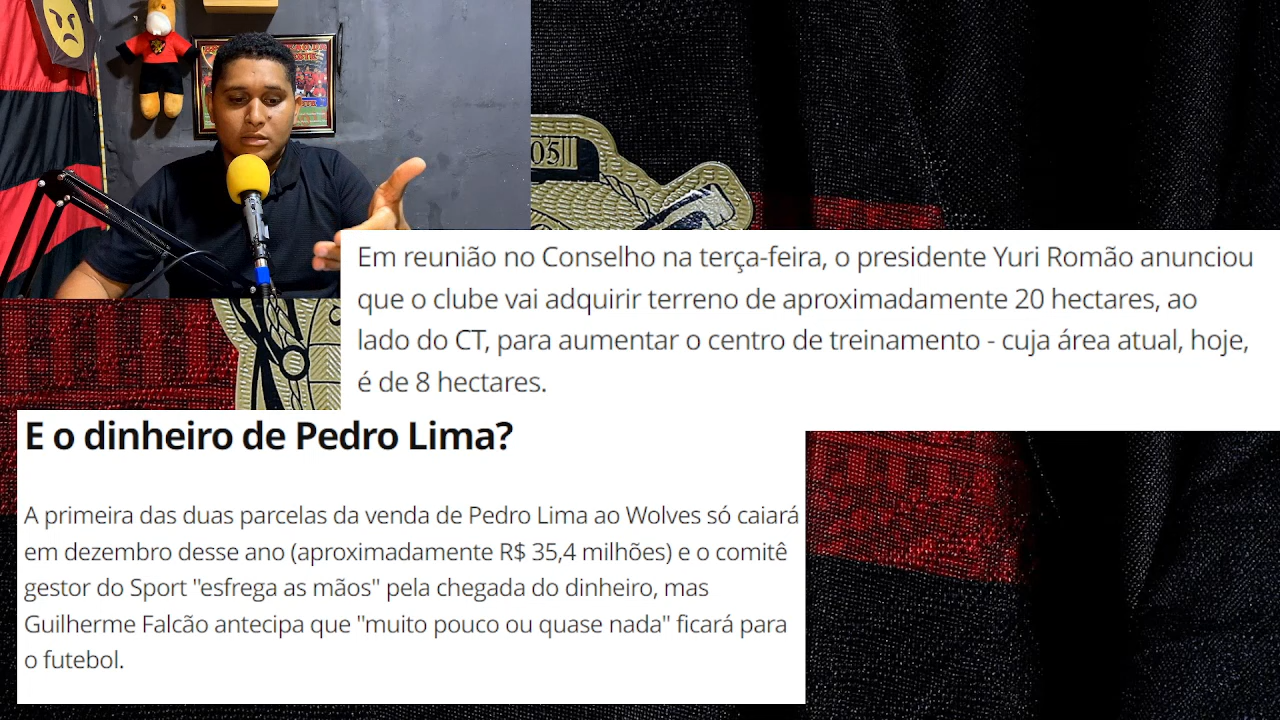 05
Em reunião no Conselho na terça-feira, o presidente Yuri Romão anunciou
que o clube vai adquirir terreno de aproximadamente 20 hectares, ao
lado do CT, para aumentar o centro de treinamento - cuja área atual, hoje,
é de 8 hectares.
E o dinheiro de Pedro Lima?
A primeira das duas parcelas da venda de Pedro Lima ao Wolves só caiará
em dezembro desse ano (aproximadamente R$ 35,4 milhões) e o comitê
gestor do Sport "esfrega as mãos" pela chegada do dinheiro, mas
Guilherme Falcão antecipa que "muito pouco ou quase nada" ficará para
o futebol.